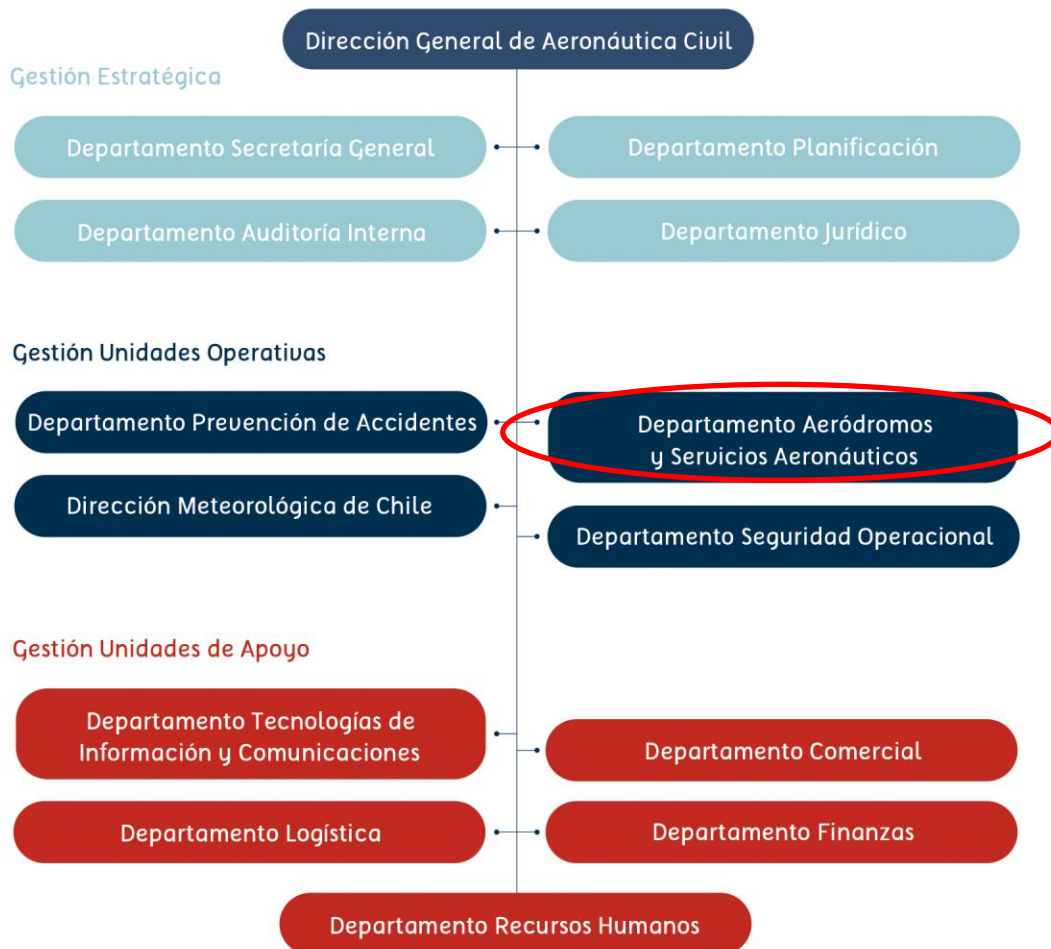 Dirección General de Aeronáutica Civil
Gestión Estratégica
Departamento Secretaría General
Departamento Planificación
Departamento Auditoría Interna
Departamento Jurídico
Gestión Unidades Operativas
Departamento Prevención de Accidentes
Departamento Aeródromos
y Servicios Aeronáuticos
Dirección Meteorológica de Chile
Departamento Seguridad Operacional
Gestión Unidades de Apoyo
Departamento Tecnologías de
Información y Comunicaciones
Departamento Comercial
Departamento Logística
Departamento Finanzas
Departamento Recursos Humanos